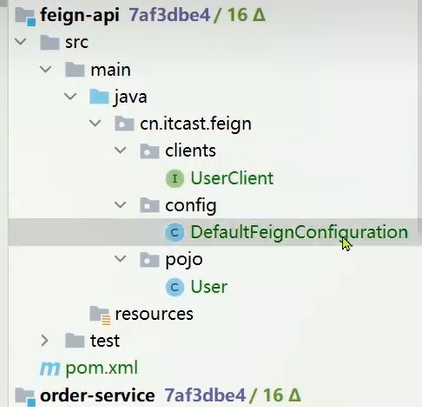 feign-api 7af3dbe4 / 16 Δ
src
main
java
cn.itcast.feign
clients
I UserClient
config
C DefaultFeignConfiguration
pojo
C User
resources
test
m pom.xml
order-service 7af3dbe4 / 16 Δ